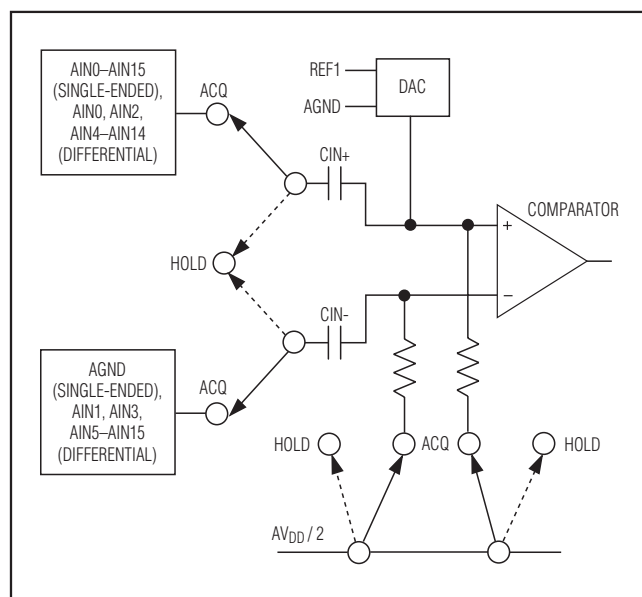 AIN0–AIN15
(SINGLE-ENDED),
AIN0, AIN2,
AIN4–AIN14
(DIFFERENTIAL)
ACQ
REF1
AGND
DAC
CIN+
COMPARATOR
+
−
HOLD
CIN-
AGND
(SINGLE-ENDED),
AIN1, AIN3,
AIN5–AIN15
(DIFFERENTIAL)
ACQ
HOLD
ACQ
HOLD
AVDD / 2